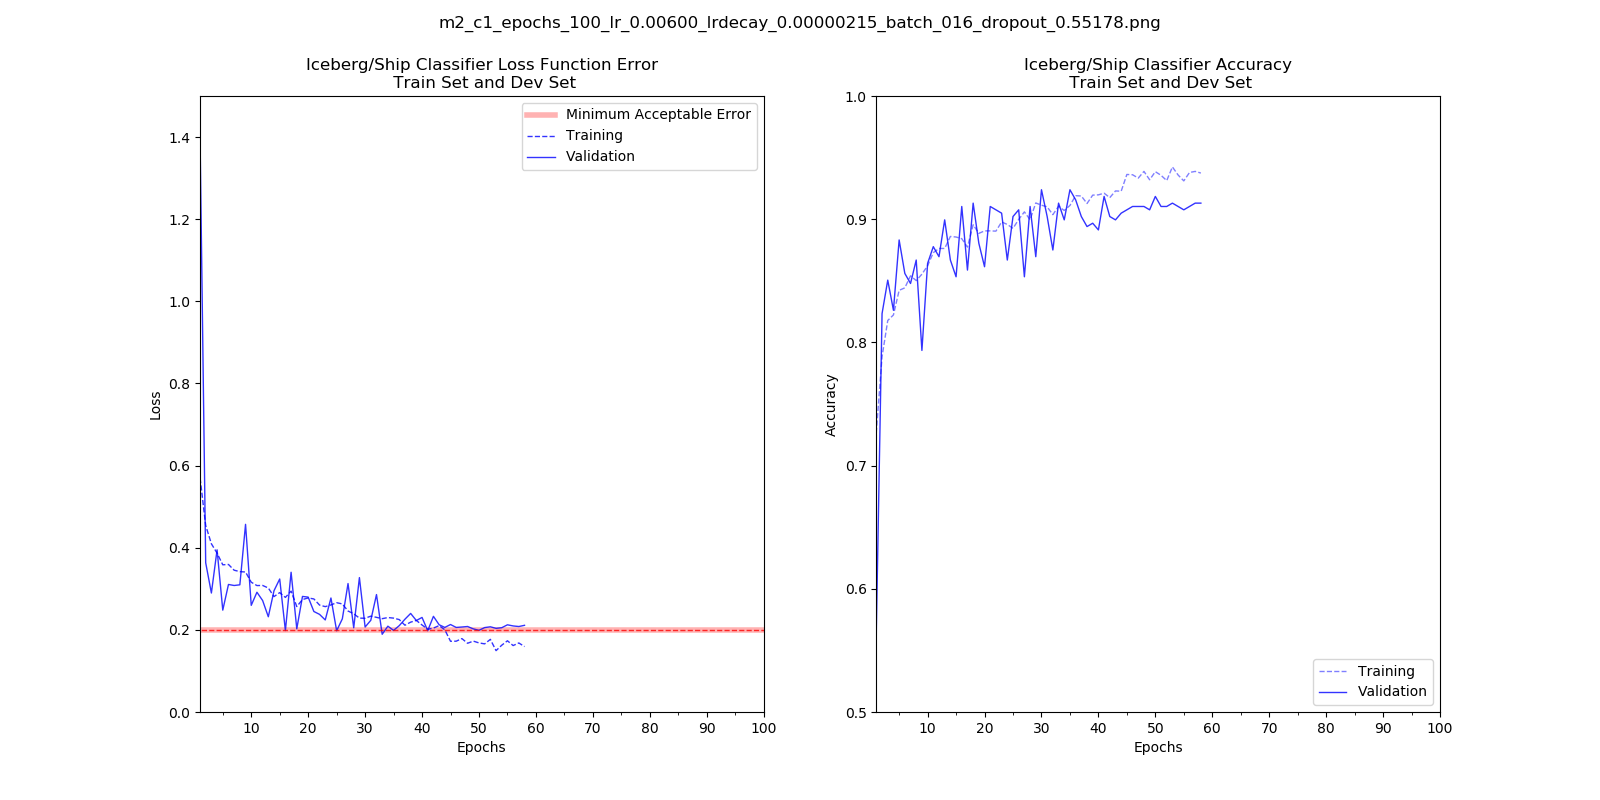 m2_c1_epochs_100_lr_0.00600_lrdecay_0.00000215_batch_016_dropout_0.55178.png
Iceberg/Ship Classifier Loss Function Error
Train Set and Dev Set
Minimum Acceptable Error
Training
Validation
1.4
1.2
1.0
0.8
0.6
0.4
0.2
0.0
Loss
10 20 30 40 50 60 70 80 90 100
Epochs
Iceberg/Ship Classifier Accuracy
Train Set and Dev Set
1.0
0.9
0.8
0.7
0.6
0.5
Accuracy
Training
Validation
10 20 30 40 50 60 70 80 90 100
Epochs